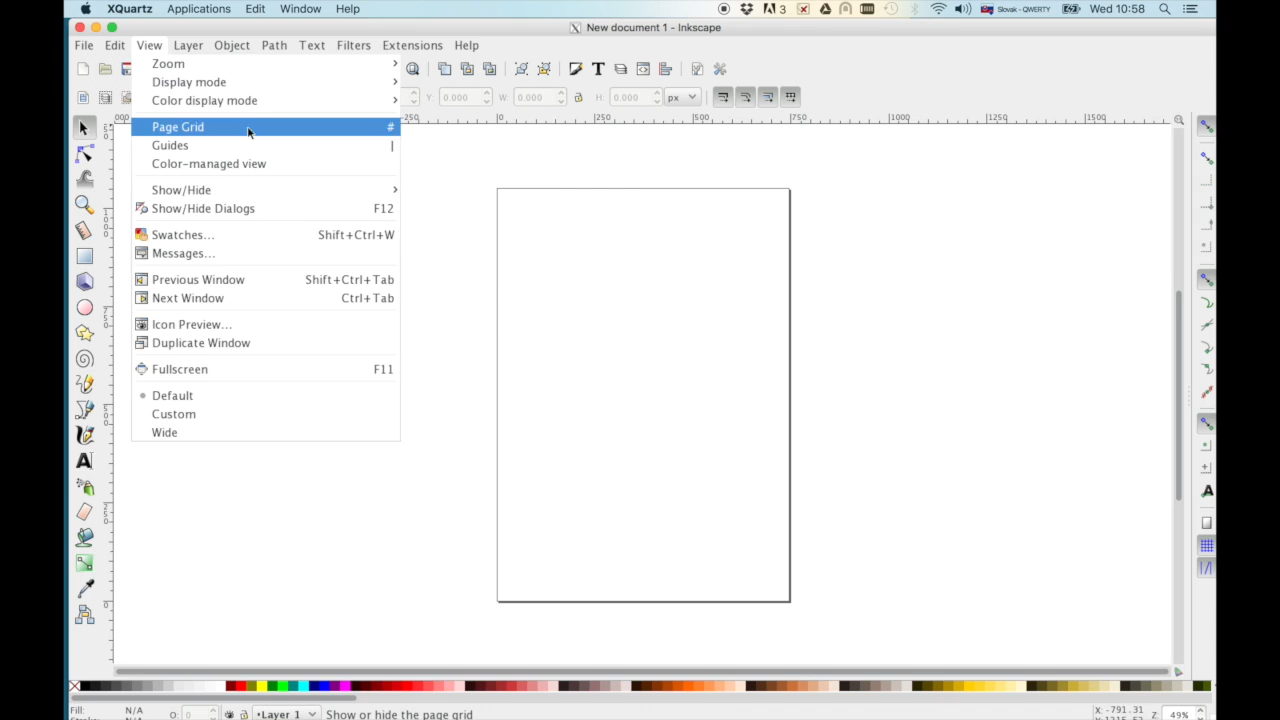 XQuartz Applications Edit Window Help 3 Slovak - QWERTY Wed 10:58
New document 1 - Inkscape
File Edit View Layer Object Path Text Filters Extensions Help
Y: 0.000 W: 0.000 H: 0.000 px
Zoom
Display mode
Color display mode
Page Grid #
Guides |
Color-managed view
Show/Hide
Show/Hide Dialogs F12
Swatches... Shift+Ctrl+W
Messages...
Previous Window Shift+Ctrl+Tab
Next Window Ctrl+Tab
Icon Preview...
Duplicate Window
Fullscreen F11
Default
Custom
Wide
-250 0 250 500 750 1000 1250 1500
Fill: N/A O: 0 Layer 1 Show or hide the page grid X: -791.31 Z: 49%